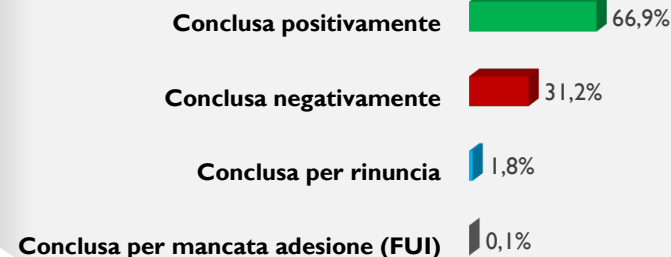 Conclusa positivamente 66,9%
Conclusa negativamente 31,2%
Conclusa per rinuncia 1,8%
Conclusa per mancata adesione (FUI) 0,1%